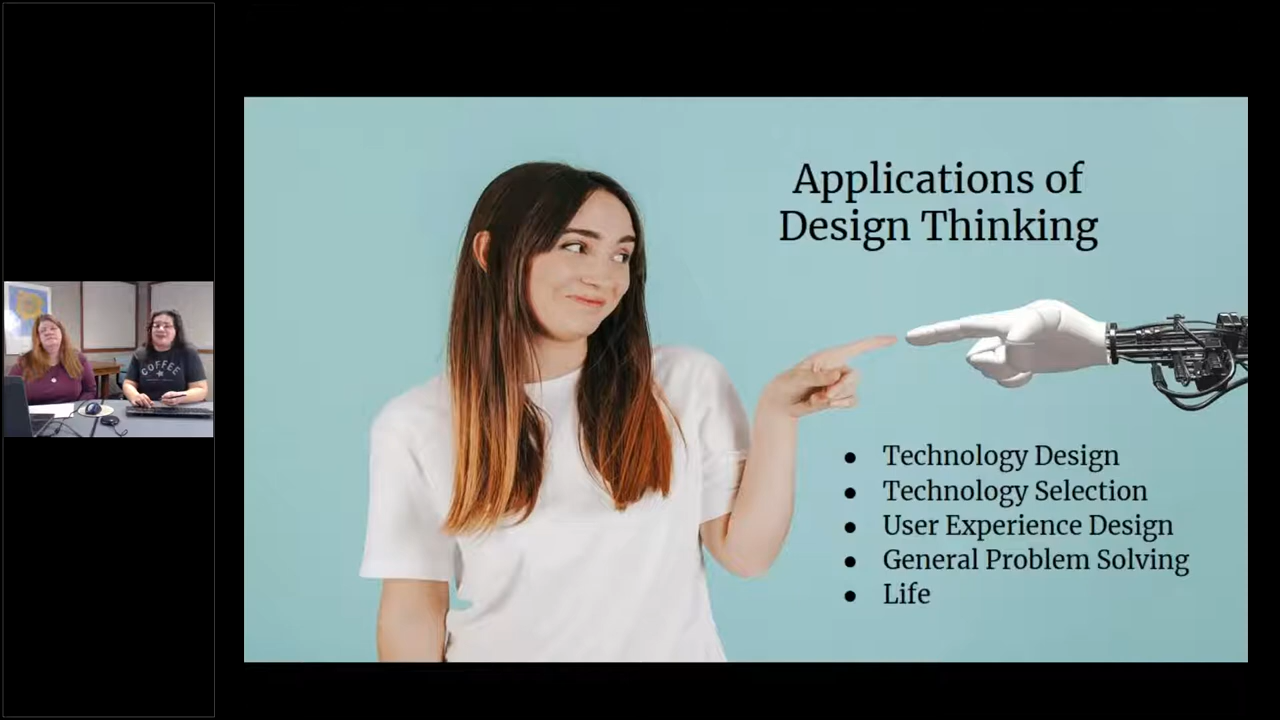 Applications of
Design Thinking
● Technology Design
● Technology Selection
● User Experience Design
● General Problem Solving
● Life
COFFEE